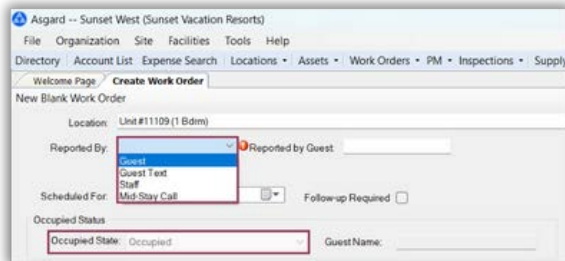 Asgard -- Sunset West (Sunset Vacation Resorts)
File Organization Site Facilities Tools Help
Directory Account List Expense Search Locations Assets Work Orders PM Inspections Supply
Welcome Page Create Work Order
New Blank Work Order
Location: Unit #11109 (1 Bdrm)
Reported By: Reported by Guest
Guest
Guest Text
Staff
Scheduled For: Mid-Stay Call Follow-up Required
Occupied Status
Occupied State: Occupied Guest Name: